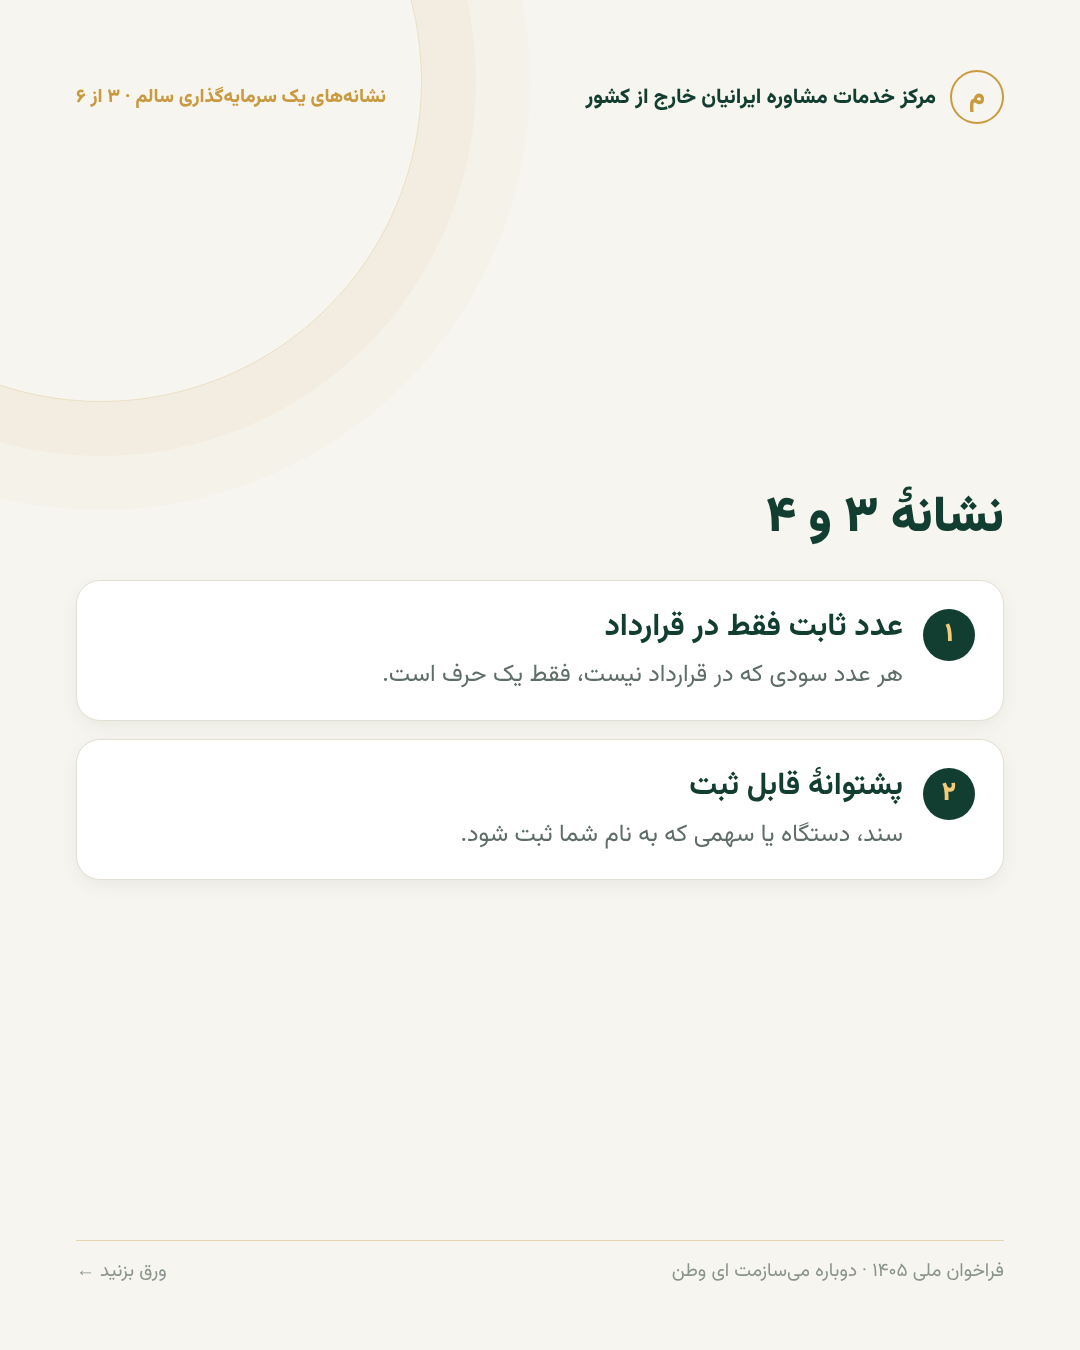 م
مرکز خدمات مشاوره ایرانیان خارج از کشور
نشانه‌های یک سرمایه‌گذاری سالم · ۳ از ۶
نشانهٔ ۳ و ۴
۱
عدد ثابت فقط در قرارداد
هر عدد سودی که در قرارداد نیست، فقط یک حرف است.
۲
پشتوانهٔ قابل ثبت
سند، دستگاه یا سهمی که به نام شما ثبت شود.
فراخوان ملی ۱۴۰۵ · دوباره می‌سازمت ای وطن
ورق بزنید ←